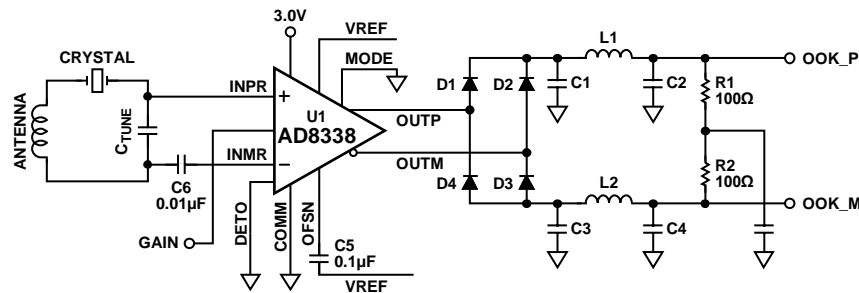 3.0V
VREF
L1
OOK_P
CRYSTAL
MODE
D1
D2
C1
C2
R1
100Ω
INPR
+
U1
AD8338
OUTP
ANTENNA
CTUNE
INMR
−
OUTM
C6
0.01µF
D4
D3
L2
R2
100Ω
OOK_M
GAIN
DETO
COMM
OFSN
C5
0.1µF
VREF
C3
C4